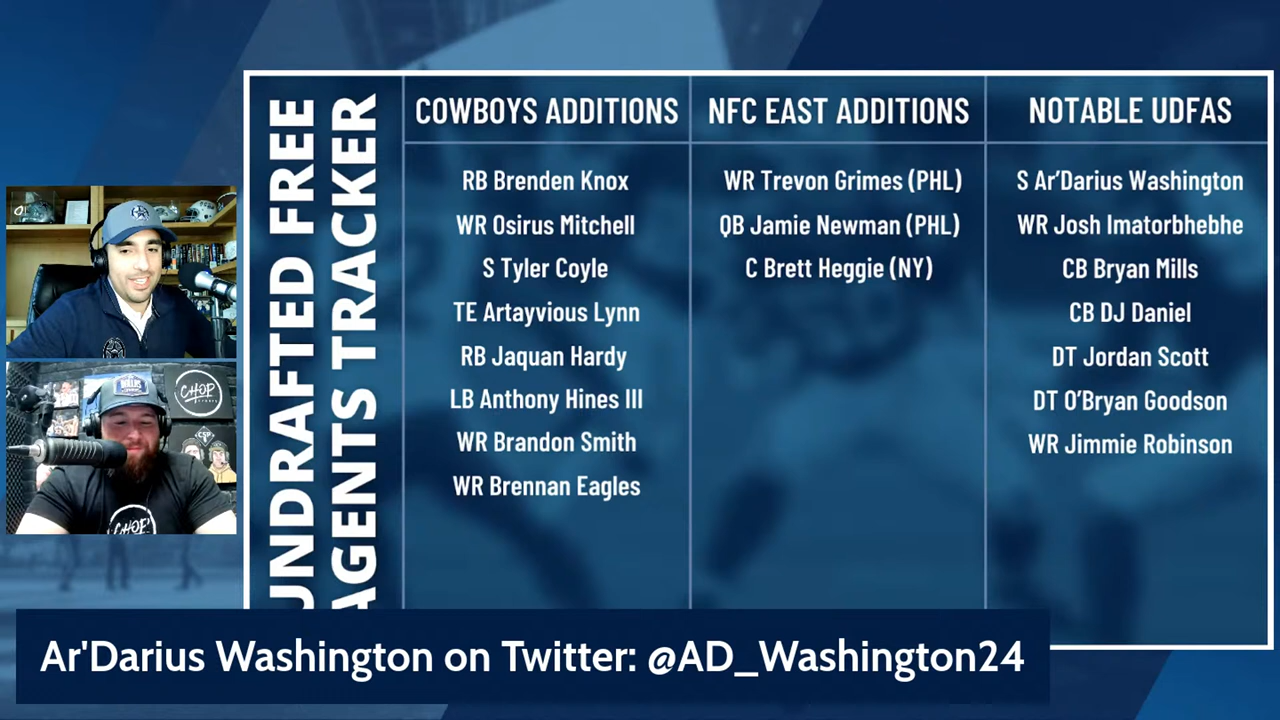 UNDRAFTED FREE
AGENTS TRACKER
COWBOYS ADDITIONS
RB Brenden Knox
WR Osirus Mitchell
S Tyler Coyle
TE Artayvious Lynn
RB Jaquan Hardy
LB Anthony Hines III
WR Brandon Smith
WR Brennan Eagles
NFC EAST ADDITIONS
WR Trevon Grimes (PHL)
QB Jamie Newman (PHL)
C Brett Heggie (NY)
NOTABLE UDFAS
S Ar’Darius Washington
WR Josh Imatorbhebhe
CB Bryan Mills
CB DJ Daniel
DT Jordan Scott
DT O’Bryan Goodson
WR Jimmie Robinson
CHOP
CHOP
Ar'Darius Washington on Twitter: @AD_Washington24